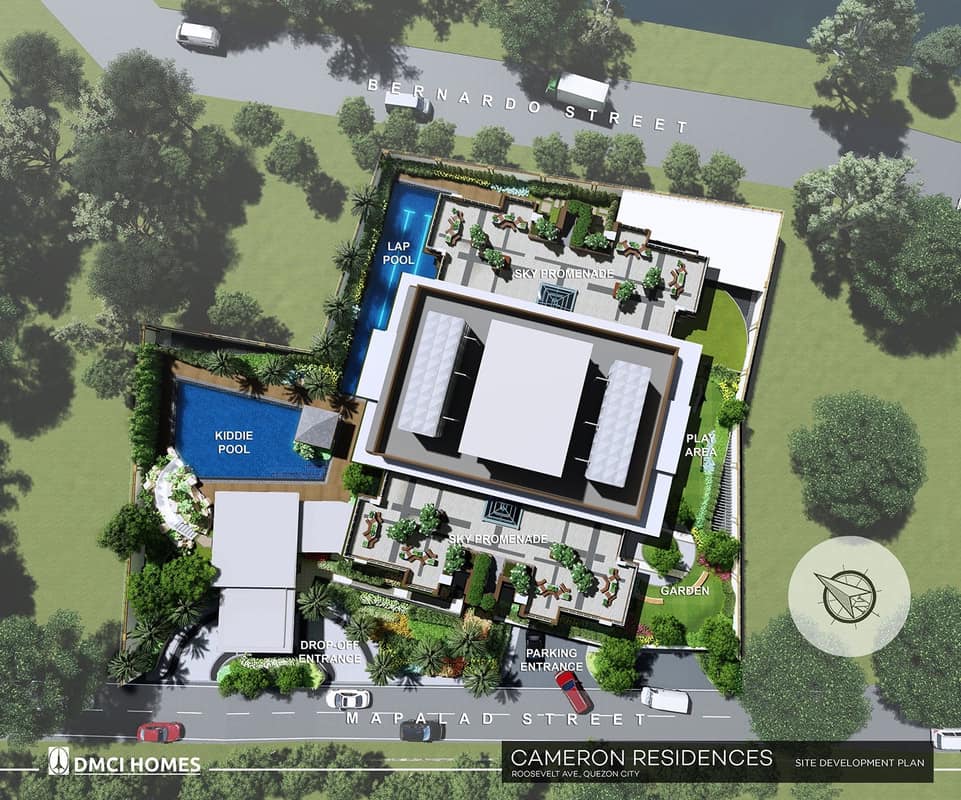 BERNARDO STREET
LAP
POOL
SKY PROMENADE
KIDDIE
POOL
PLAY
AREA
SKY PROMENADE
GARDEN
DROP-OFF
ENTRANCE
PARKING
ENTRANCE
MAPALAD STREET
DMCI HOMES
CAMERON RESIDENCES
ROOSEVELT AVE., QUEZON CITY
SITE DEVELOPMENT PLAN